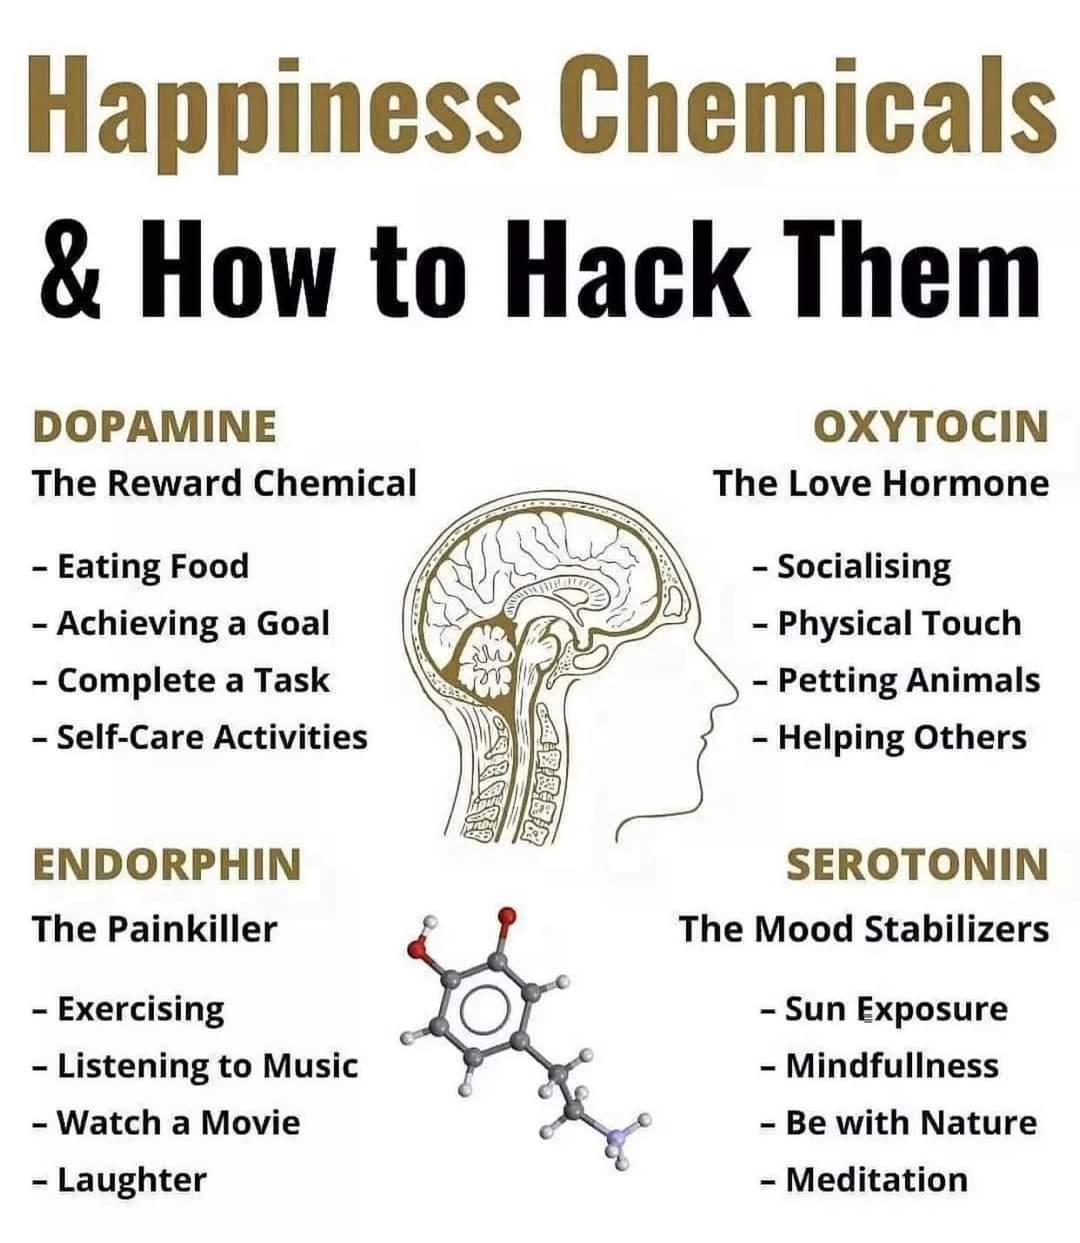 Happiness Chemicals
& How to Hack Them
DOPAMINE
The Reward Chemical
– Eating Food
– Achieving a Goal
– Complete a Task
– Self-Care Activities
OXYTOCIN
The Love Hormone
– Socialising
– Physical Touch
– Petting Animals
– Helping Others
ENDORPHIN
The Painkiller
– Exercising
– Listening to Music
– Watch a Movie
– Laughter
SEROTONIN
The Mood Stabilizers
– Sun Exposure
– Mindfullness
– Be with Nature
– Meditation